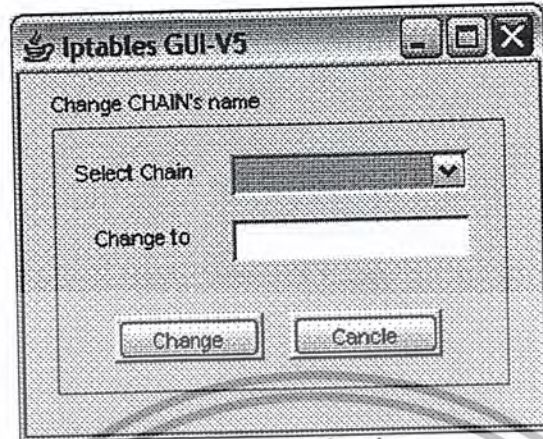 Iptables GUI-V5
Change CHAIN's name
Select Chain
Change to
Change Cancle